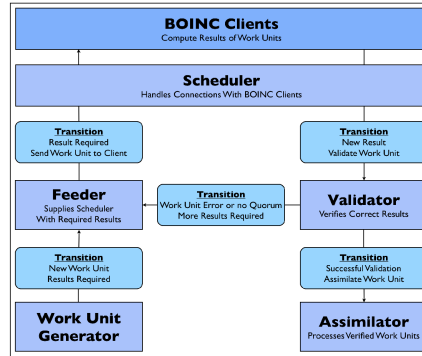 BOINC Clients
Compute Results of Work Units
Scheduler
Handles Connections With BOINC Clients
Transition
Result Required
Send Work Unit to Client
Transition
New Result
Validate Work Unit
Feeder
Supplies Scheduler
With Required Results
Transition
Work Unit Error or no Quorum
More Results Required
Validator
Verifies Correct Results
Transition
New Work Unit
Results Required
Transition
Successful Validation
Assimilate Work Unit
Work Unit
Generator
Assimilator
Processes Verified Work Units